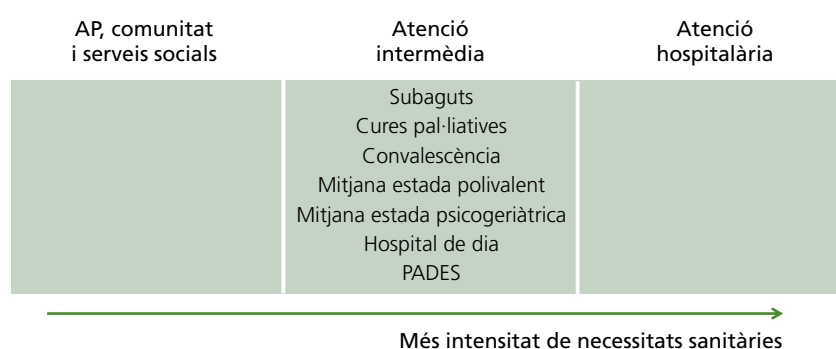 AP, comunitat
i serveis socials
Atenció
intermèdia
Atenció
hospitalària
Subaguts
Cures pal·liatives
Convalescència
Mitjana estada polivalent
Mitjana estada psicogeriàtrica
Hospital de dia
PADES
Més intensitat de necessitats sanitàries